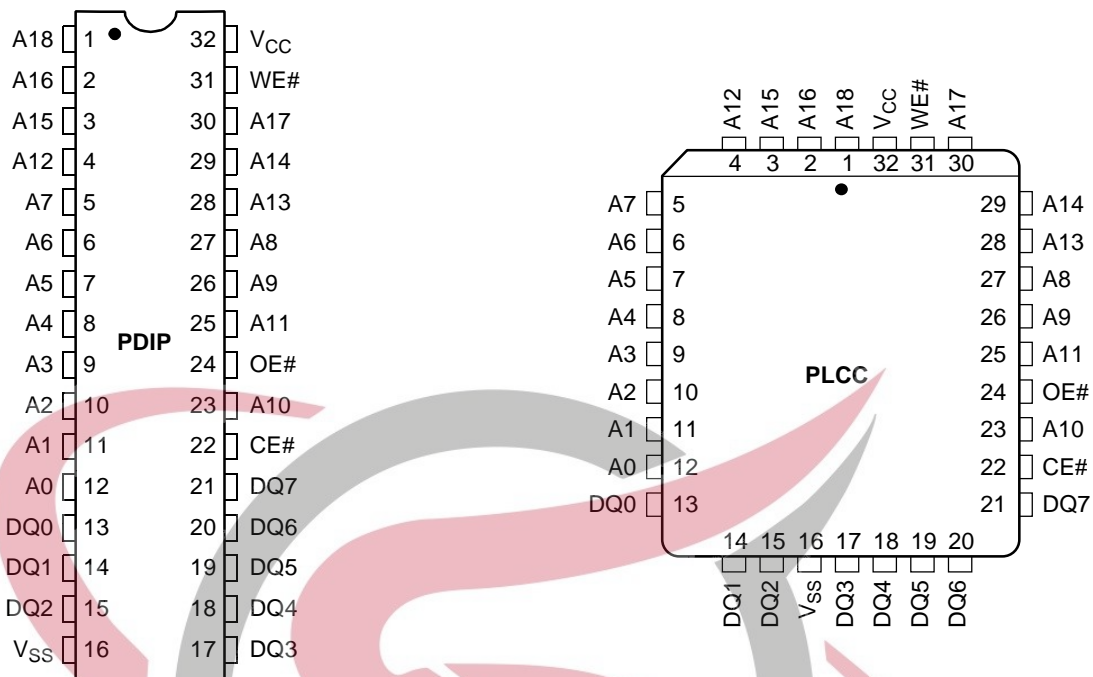 A18 1 32 VCC
A16 2 31 WE#
A15 3 30 A17
A12 4 29 A14
A7 5 28 A13
A6 6 27 A8
A5 7 26 A9
A4 8 25 A11
PDIP
A3 9 24 OE#
A2 10 23 A10
A1 11 22 CE#
A0 12 21 DQ7
DQ0 13 20 DQ6
DQ1 14 19 DQ5
DQ2 15 18 DQ4
VSS 16 17 DQ3
A12 A15 A16 A18 VCC WE# A17
4 3 2 1 32 31 30
A7 5 29 A14
A6 6 28 A13
A5 7 27 A8
A4 8 26 A9
A3 9 25 A11
PLCC
A2 10 24 OE#
A1 11 23 A10
A0 12 22 CE#
DQ0 13 21 DQ7
14 15 16 17 18 19 20
DQ1 DQ2 VSS DQ3 DQ4 DQ5 DQ6